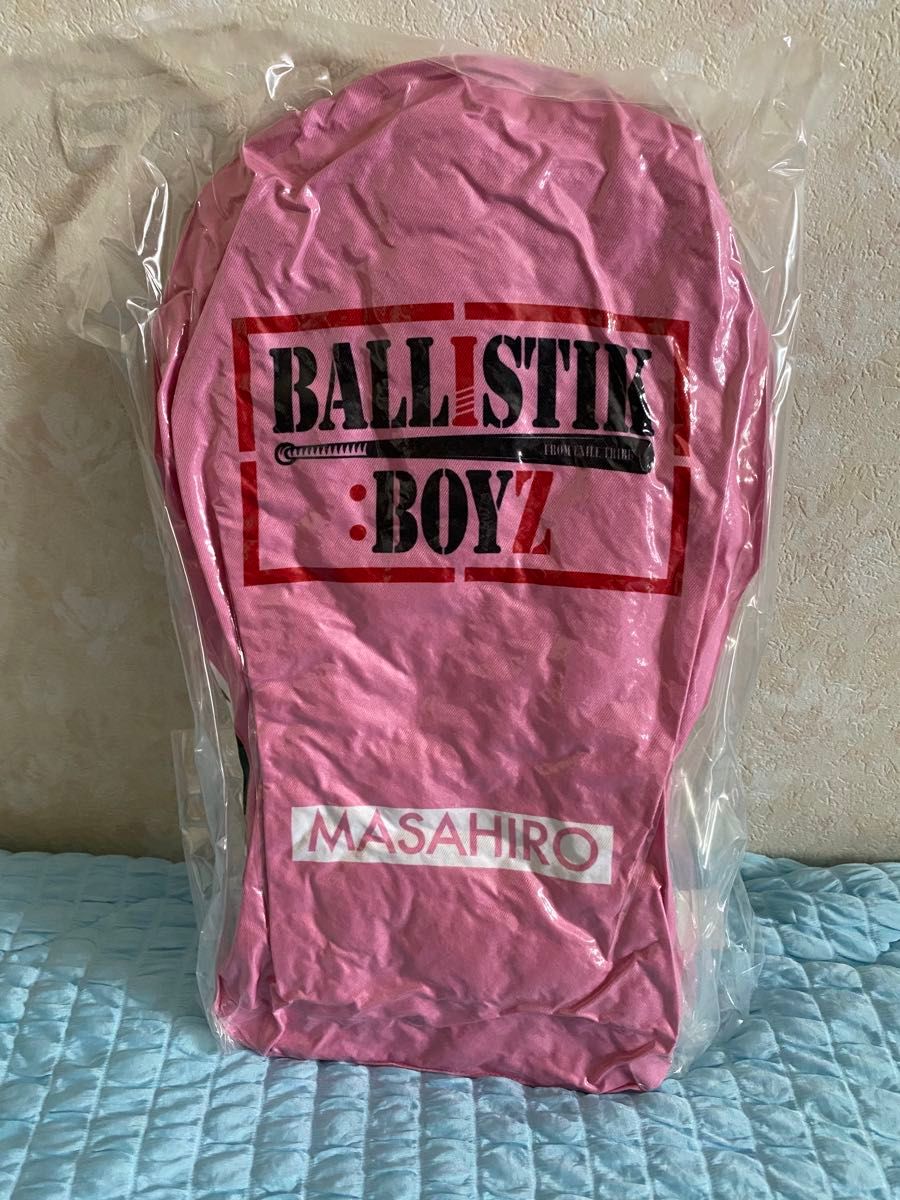 BALLISTIK
FROM EXILE TRIBE
:BOYZ
MASAHIRO